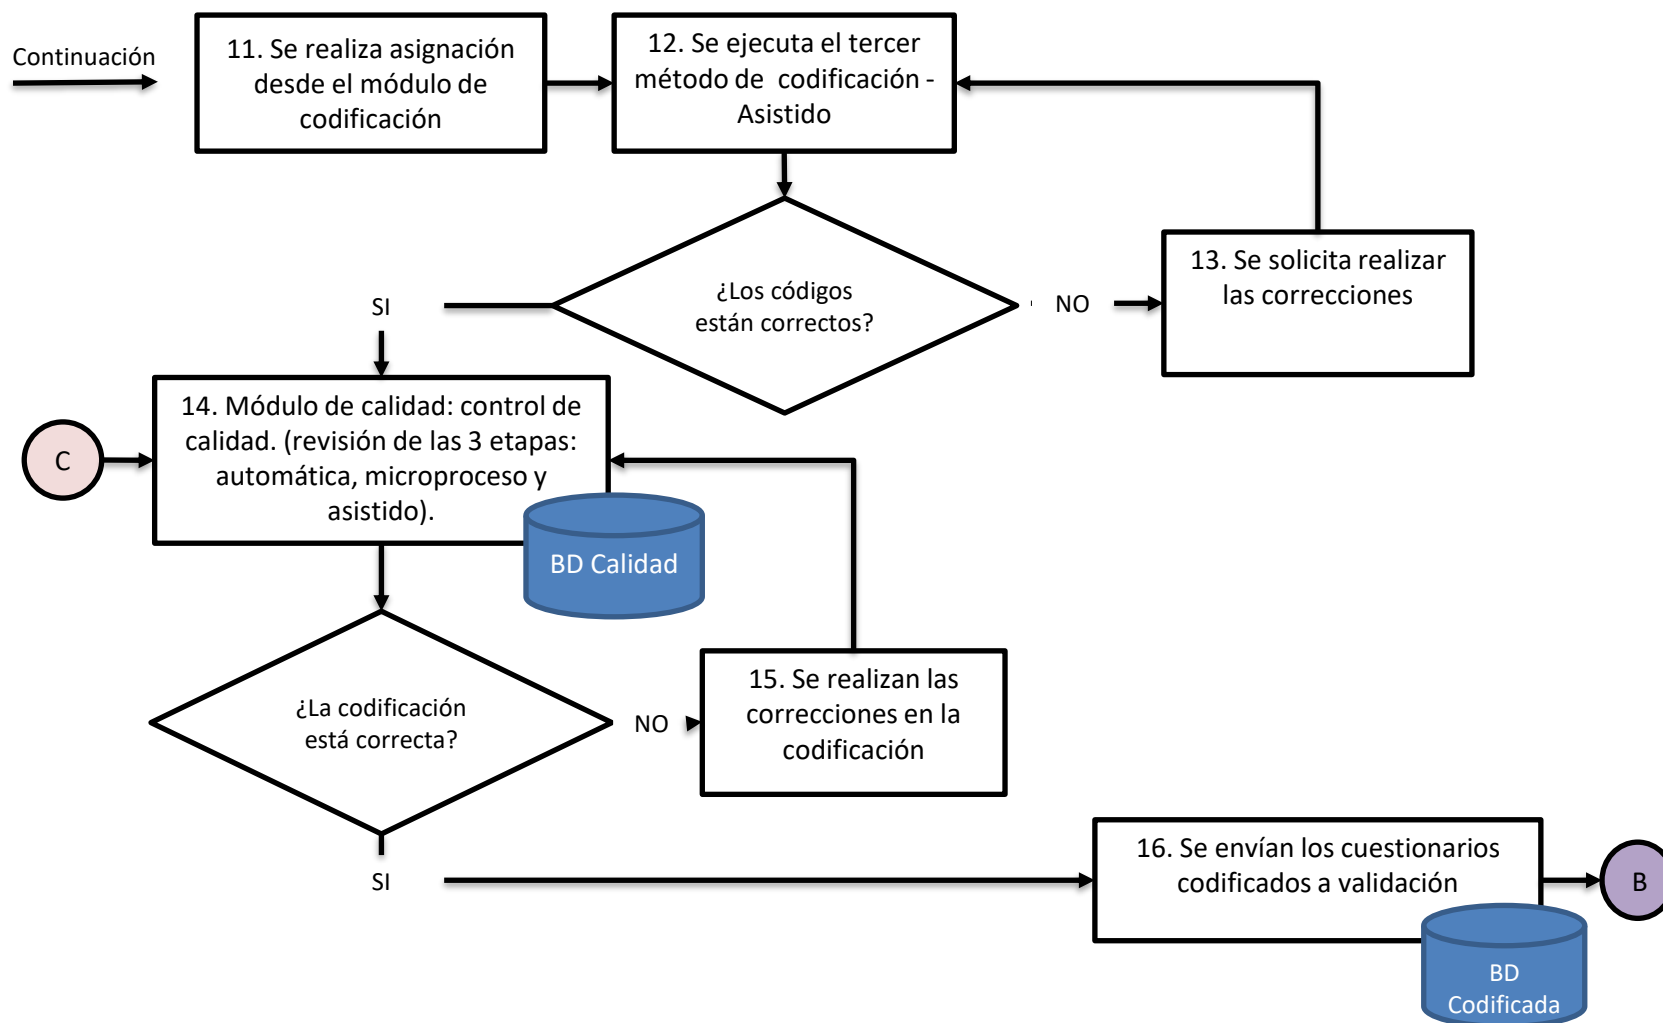 Continuación
11. Se realiza asignación
desde el módulo de
codificación
12. Se ejecuta el tercer
método de  codificación -
Asistido
¿Los códigos
están correctos?
SI
NO
13. Se solicita realizar
las correcciones
14. Módulo de calidad: control de
calidad. (revisión de las 3 etapas:
automática, microproceso y
asistido).
C
BD Calidad
¿La codificación
está correcta?
NO
15. Se realizan las
correcciones en la
codificación
SI
16. Se envían los cuestionarios
codificados a validación
B
BD
Codificada